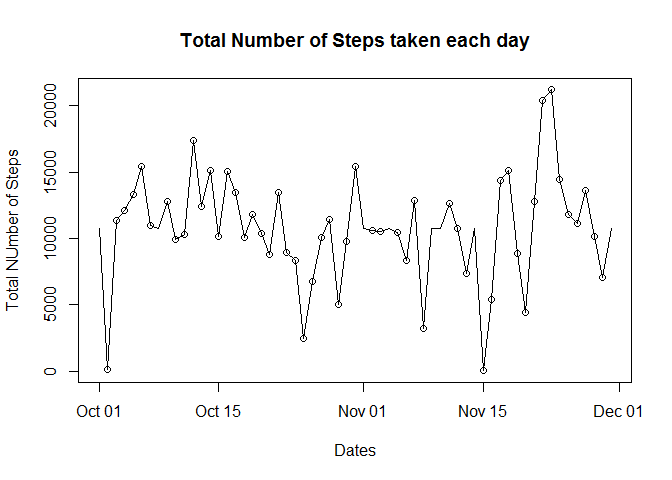 Total Number of Steps taken each day
Total NUmber of Steps
20000
15000
10000
5000
0
Oct 01
Oct 15
Nov 01
Nov 15
Dec 01
Dates